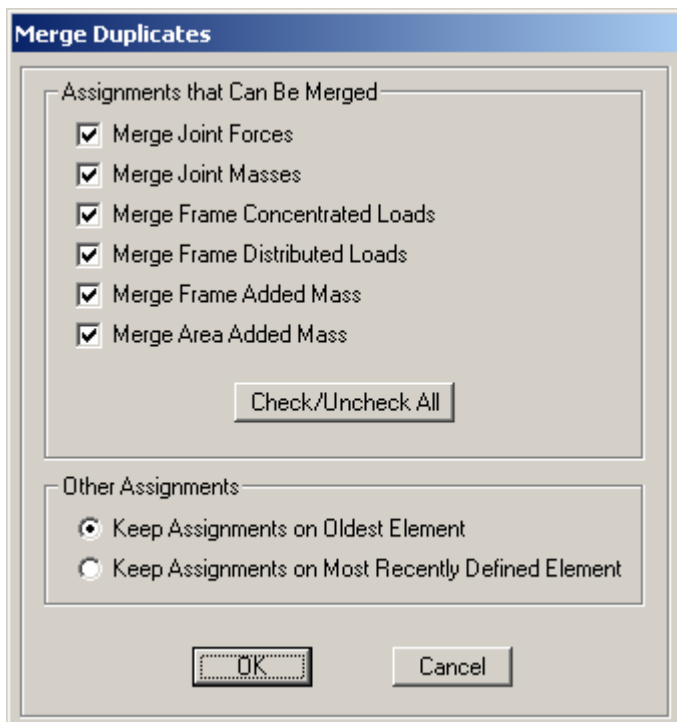 Merge Duplicates
Assignments that Can Be Merged
Merge Joint Forces
Merge Joint Masses
Merge Frame Concentrated Loads
Merge Frame Distributed Loads
Merge Frame Added Mass
Merge Area Added Mass
Check/Uncheck All
Other Assignments
Keep Assignments on Oldest Element
Keep Assignments on Most Recently Defined Element
OK Cancel